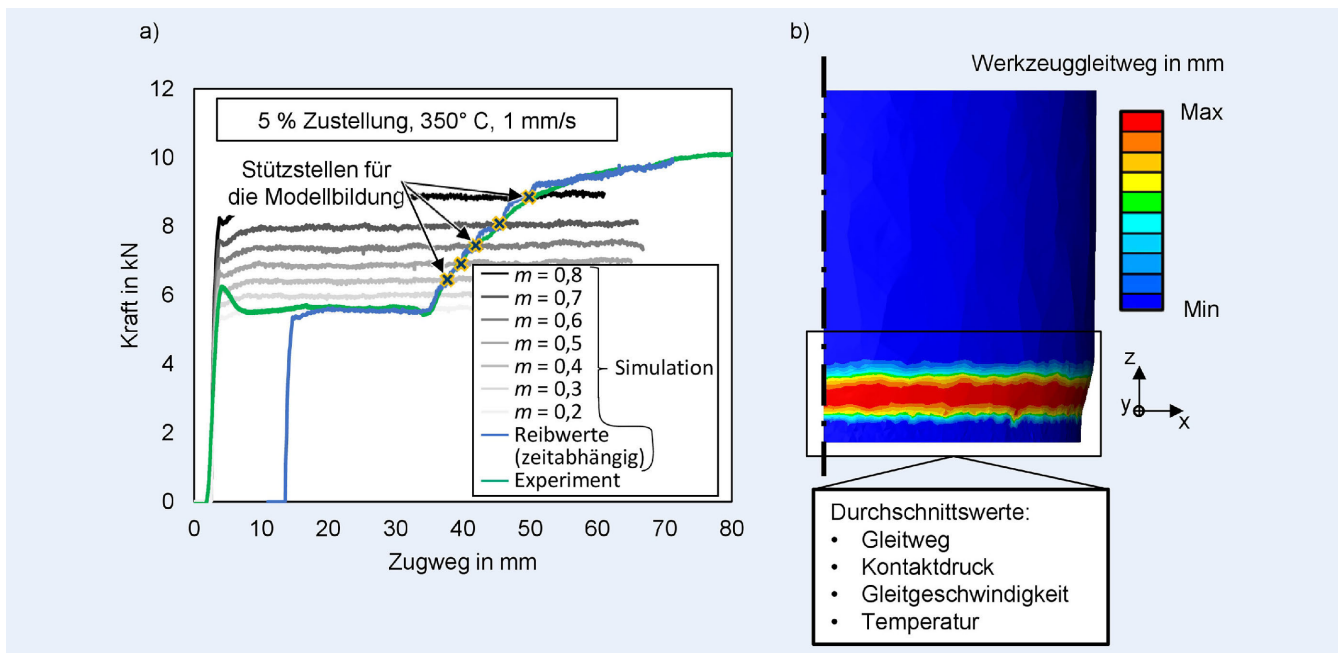 a)
12
10
8
6
4
2
0
Kraft in kN
5 % Zustellung, 350° C, 1 mm/s
Stützstellen für
die Modellbildung
m = 0,8
m = 0,7
m = 0,6
m = 0,5
m = 0,4
m = 0,3
m = 0,2
Simulation
Reibwerte
(zeitabhängig)
Experiment
0 10 20 30 40 50 60 70 80
Zugweg in mm
b)
Werkzeuggleitweg in mm
Max
Min
z
y
x
Durchschnittswerte:
• Gleitweg
• Kontaktdruck
• Gleitgeschwindigkeit
• Temperatur